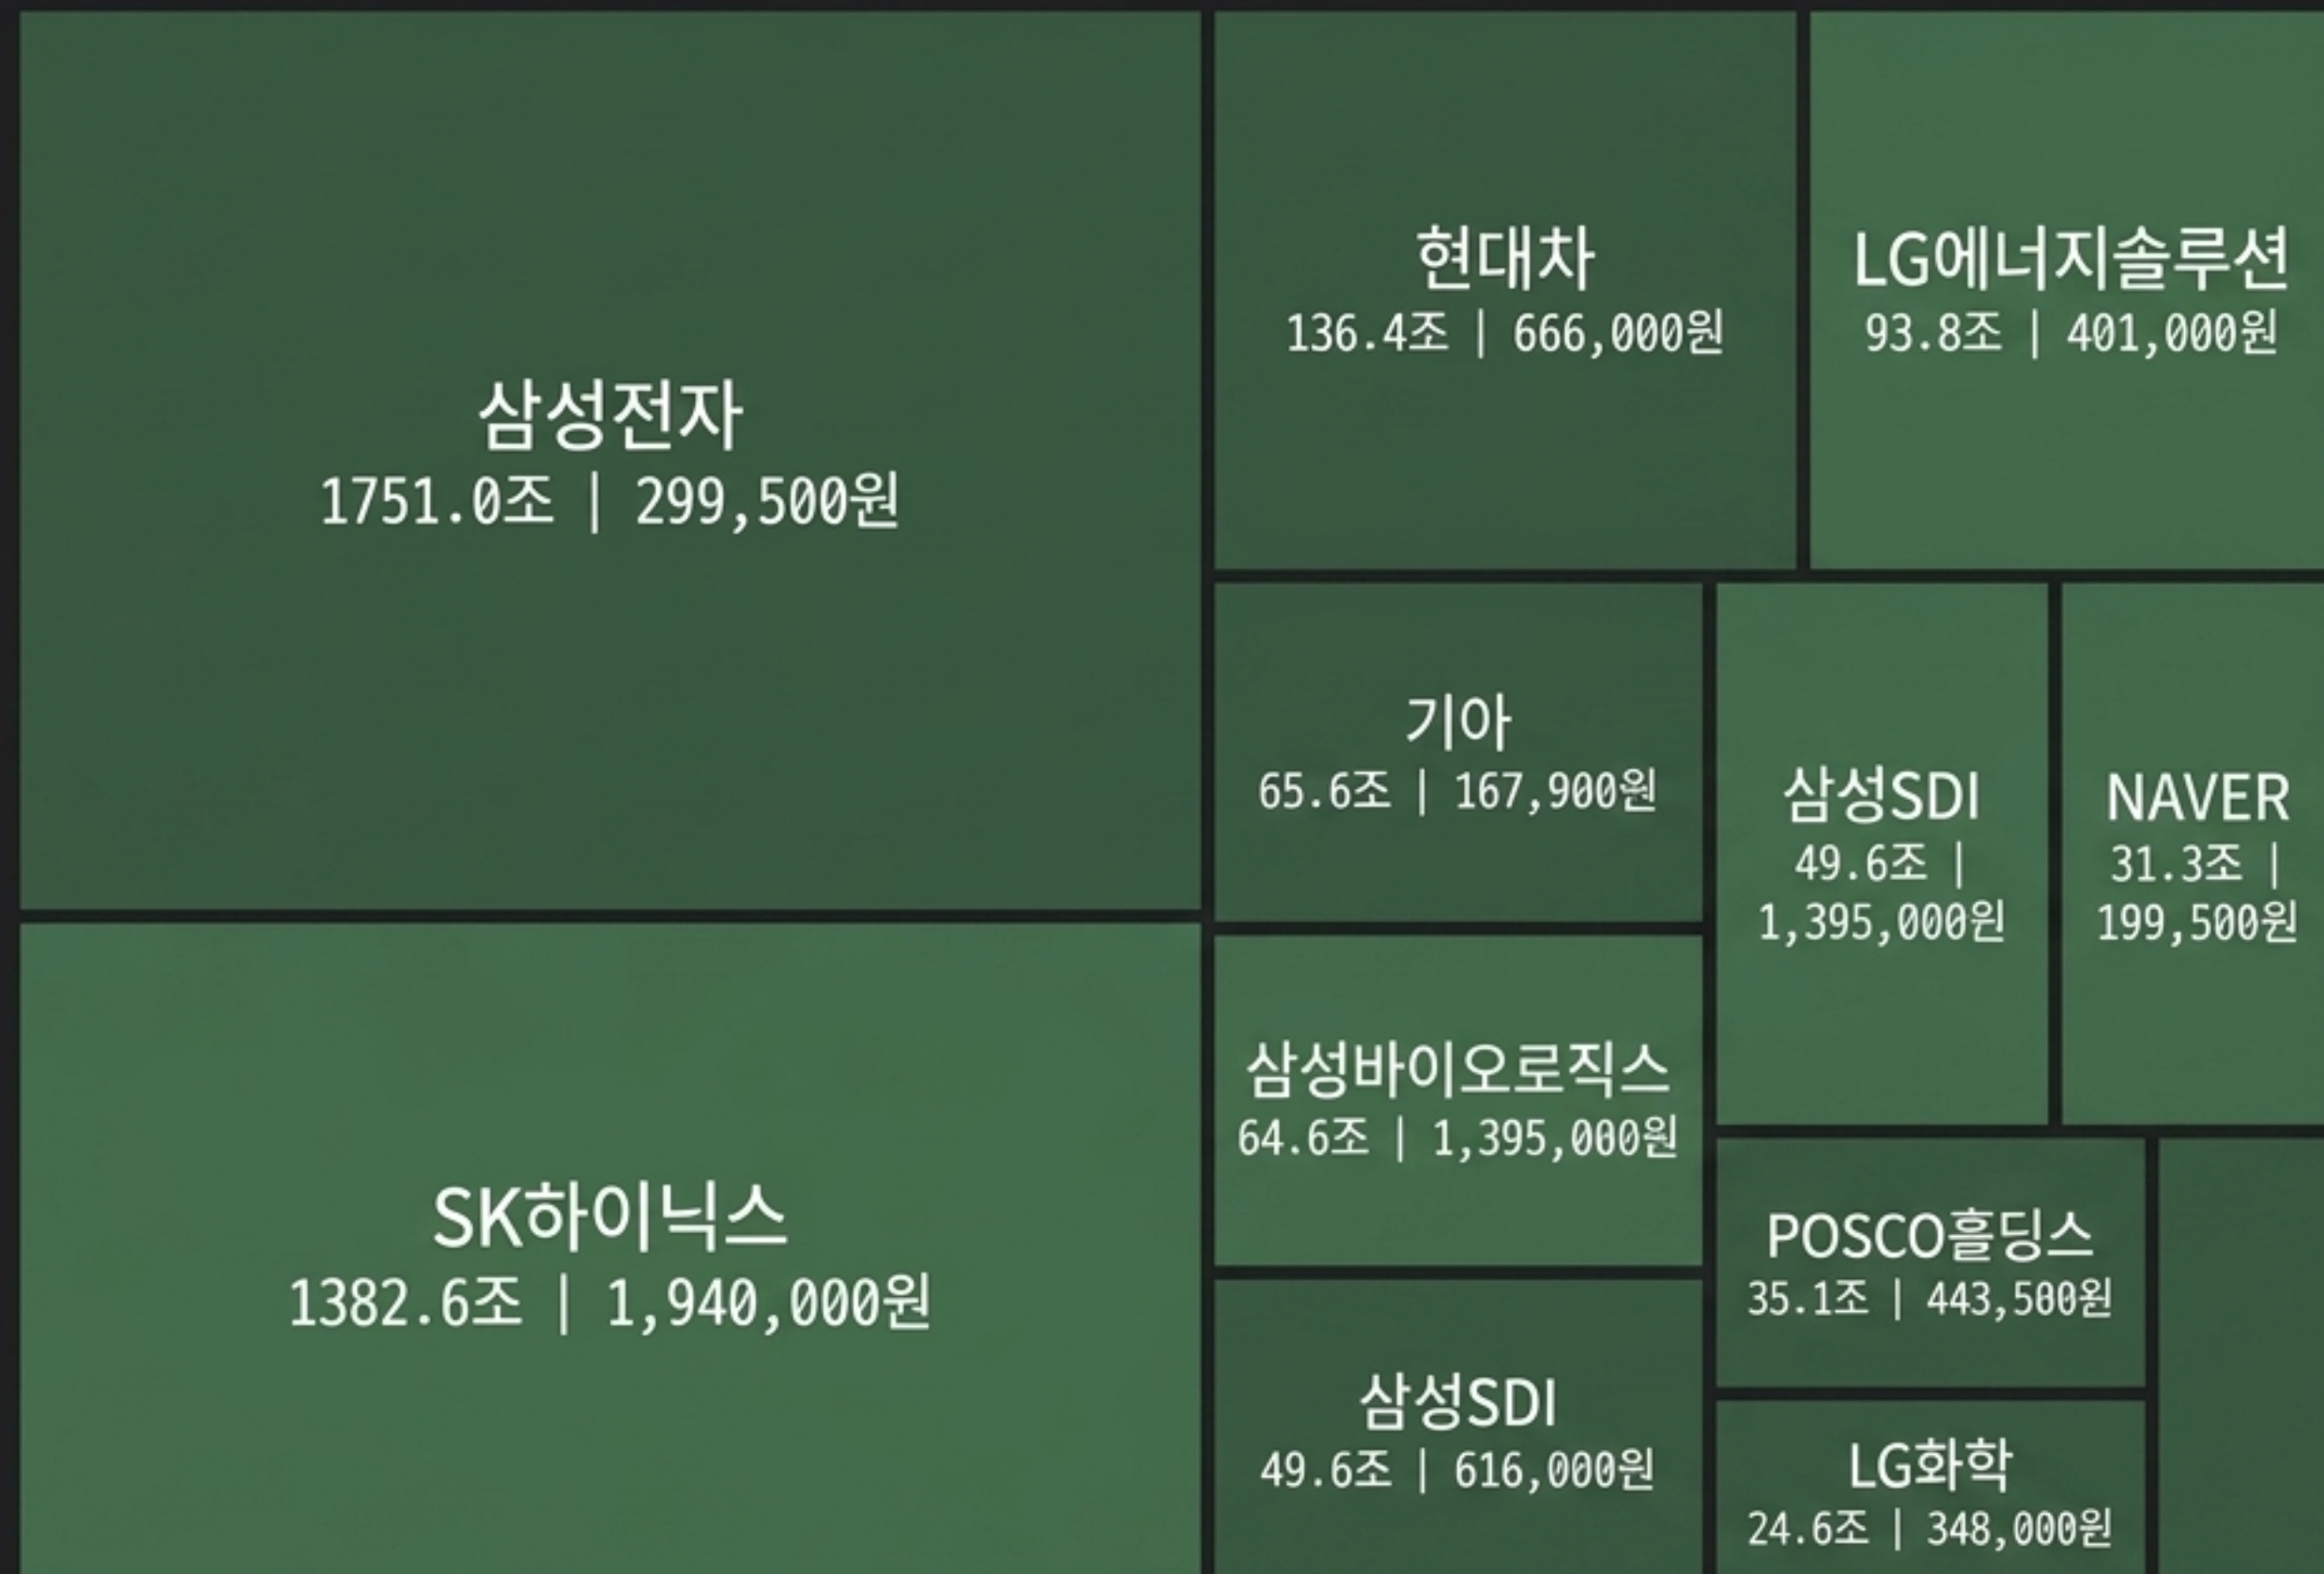 삼성전자
1751.0조 | 299,500원
SK하이닉스
1382.6조 | 1,940,000원
현대차
136.4조 | 666,000원
LG에너지솔루션
93.8조 | 401,000원
기아
65.6조 | 167,900원
삼성바이오로직스
64.6조 | 1,395,000원
삼성SDI
49.6조 | 616,000원
삼성SDI
49.6조 |
1,395,000원
NAVER
31.3조 |
199,500원
POSCO홀딩스
35.1조 | 443,500원
LG화학
24.6조 | 348,000원